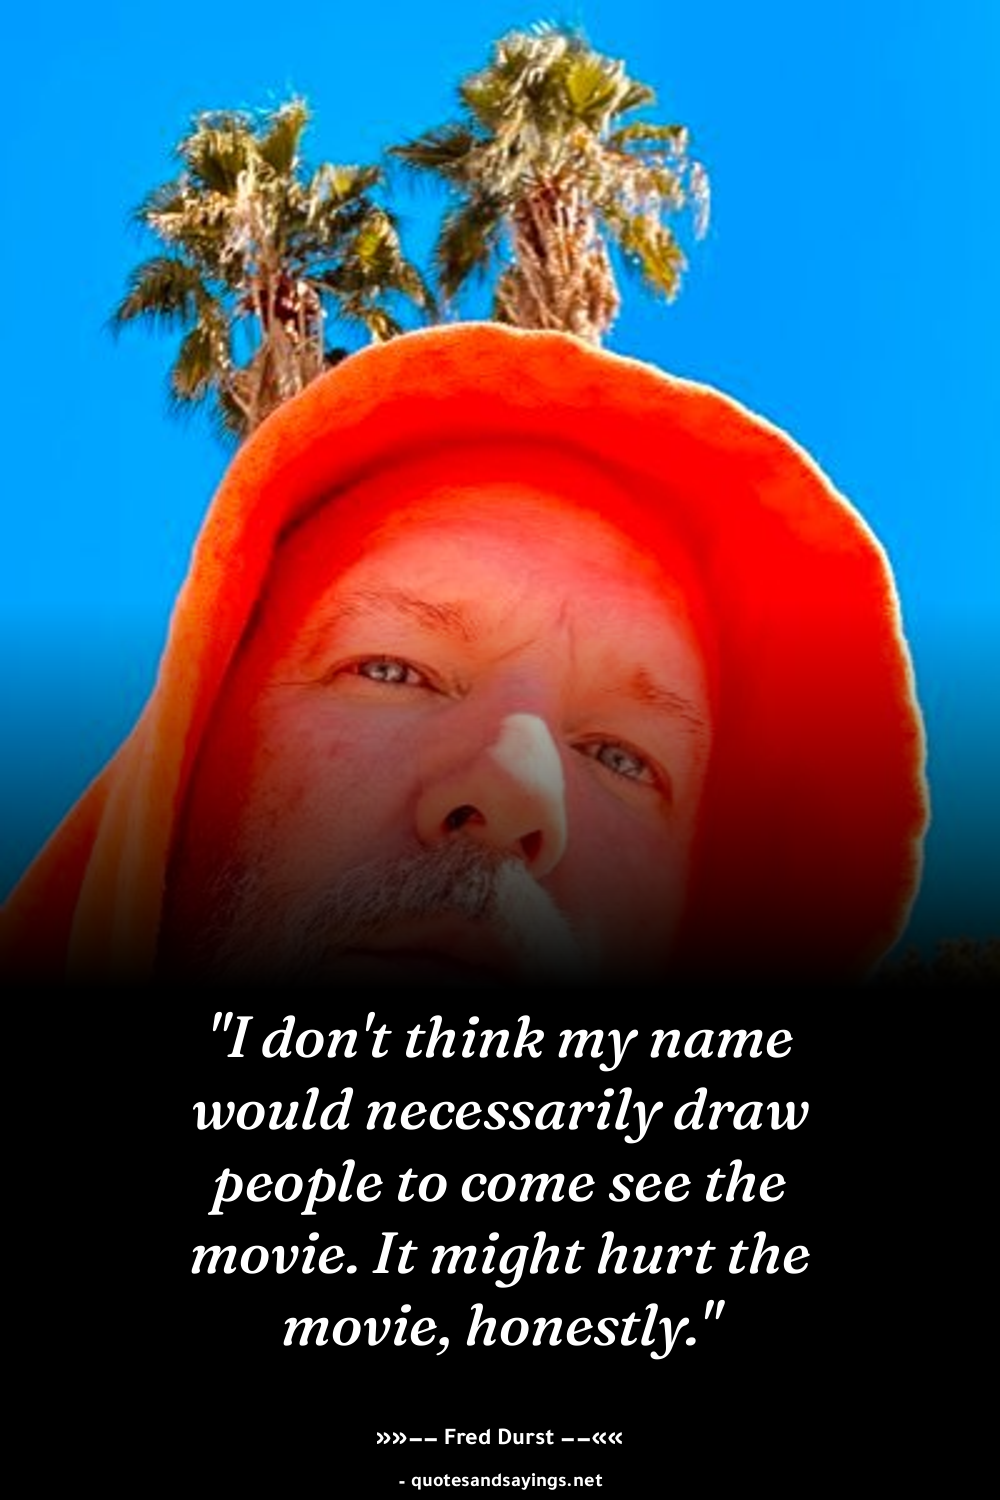 "I don't think my name
would necessarily draw
people to come see the
movie. It might hurt the
movie, honestly."
»»–– Fred Durst ––««
- quotesandsayings.net